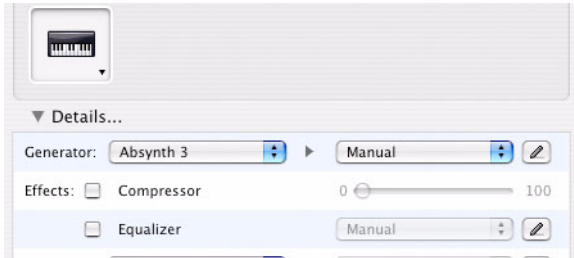 Details...
Generator: Absynth 3 Manual
Effects: Compressor 0 100
Equalizer Manual